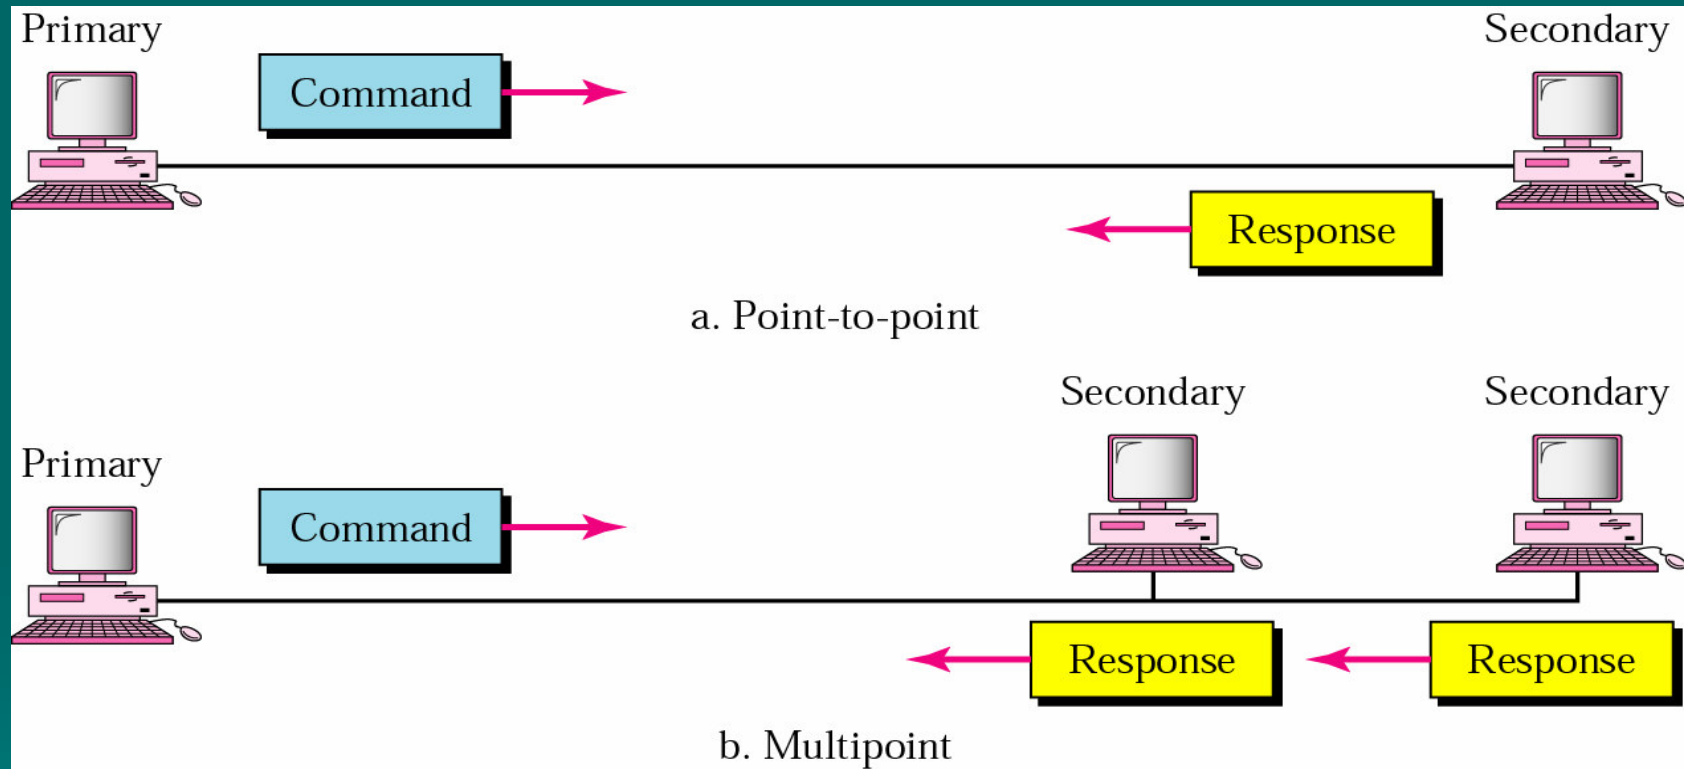 Primary
Secondary
Command
Response
a. Point-to-point
Secondary
Secondary
Primary
Command
Response
Response
b. Multipoint